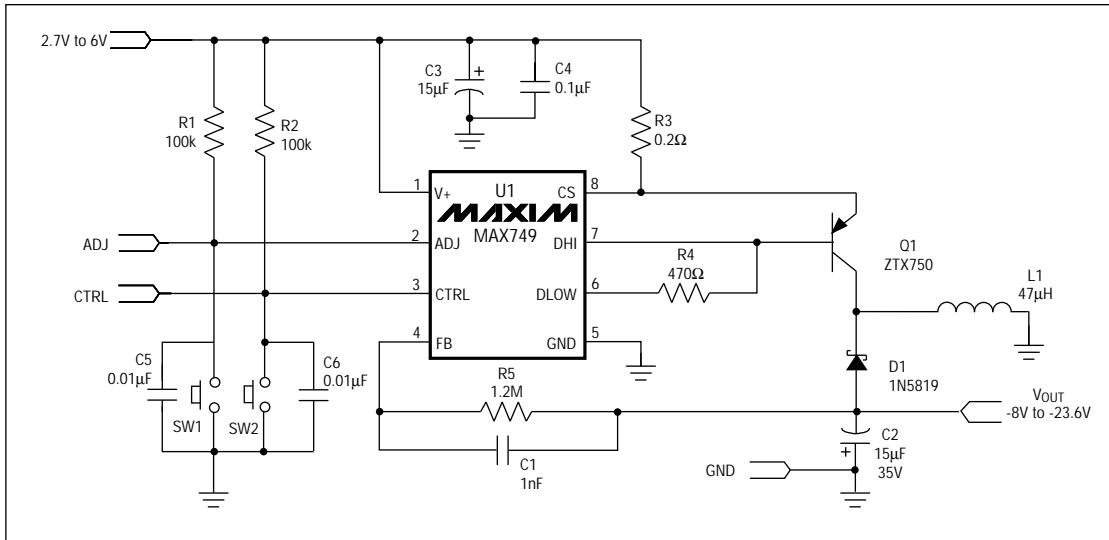 2.7V to 6V
C3
15µF
+
C4
0.1µF
R1
100k
R2
100k
R3
0.2Ω
1
V+
U1
CS
8
MAXIM
MAX749
ADJ
2
ADJ
DHI
7
Q1
ZTX750
R4
470Ω
CTRL
3
CTRL
DLOW
6
L1
47µH
4
FB
GND
5
C5
0.01µF
C6
0.01µF
SW1
SW2
R5
1.2M
D1
1N5819
VOUT
-8V to -23.6V
C1
1nF
C2
15µF
35V
+
GND